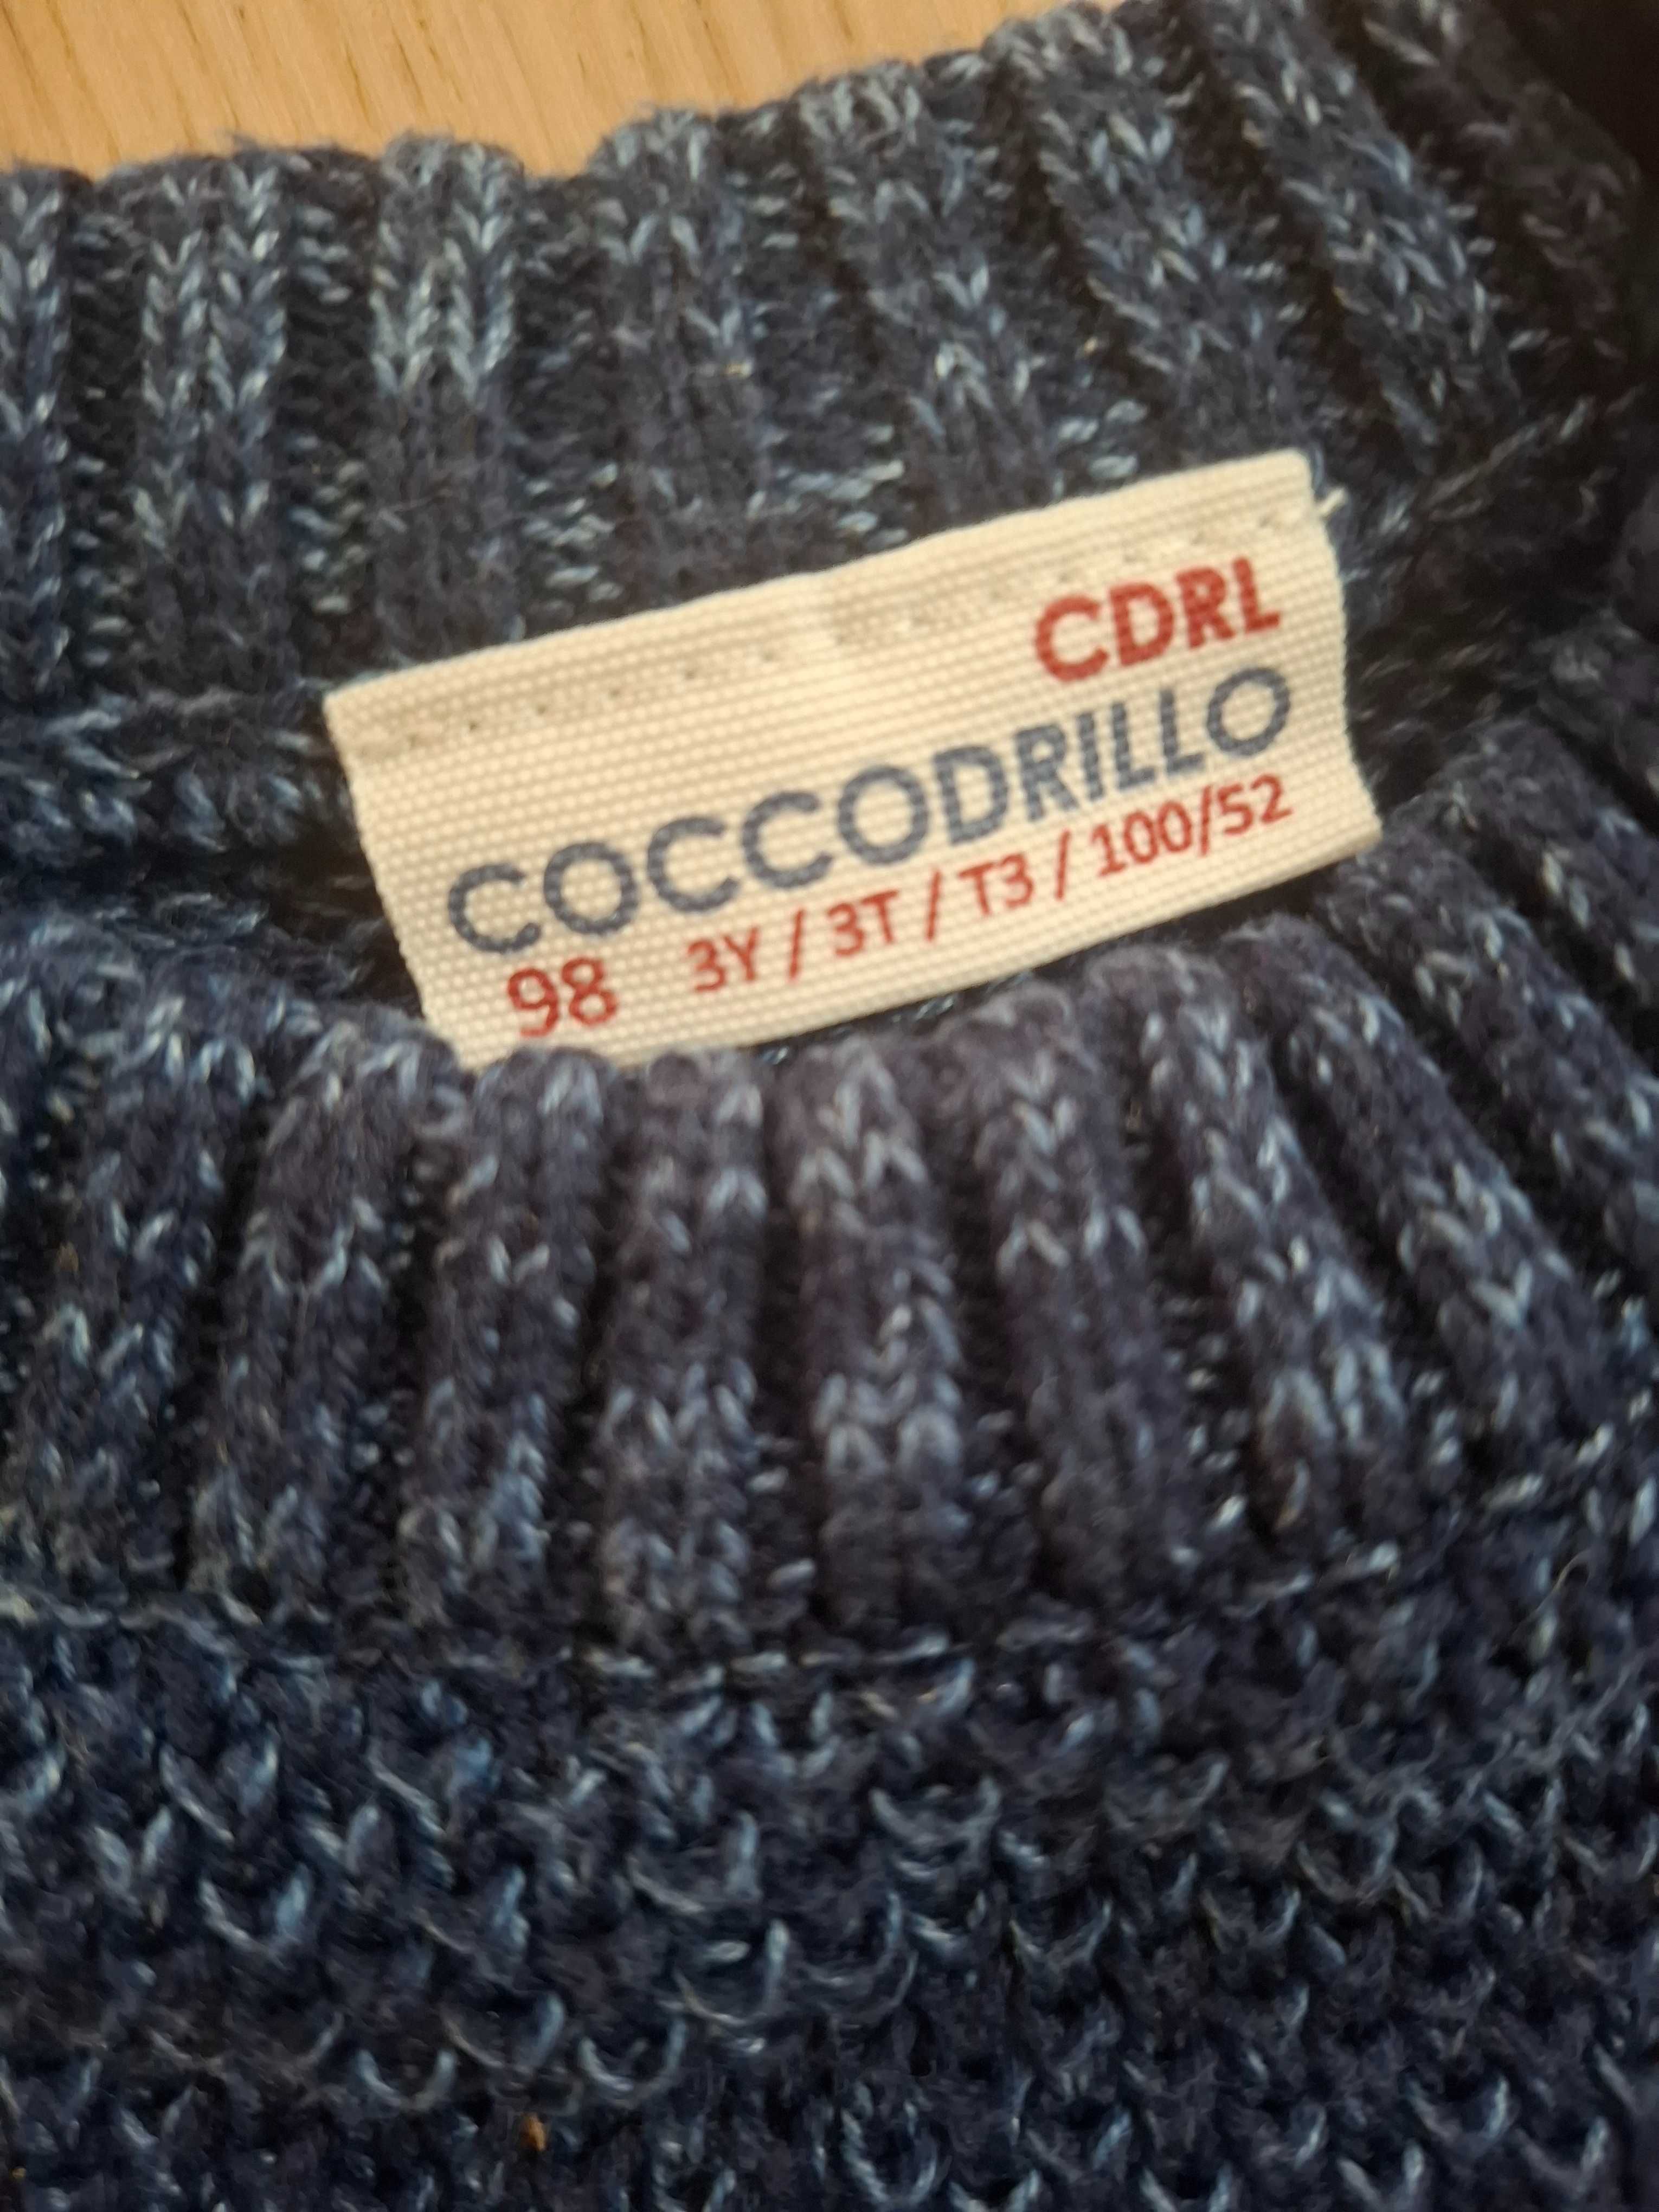 CDRL
COCCODRILLO
98 3Y / 3T / T3 / 100/52